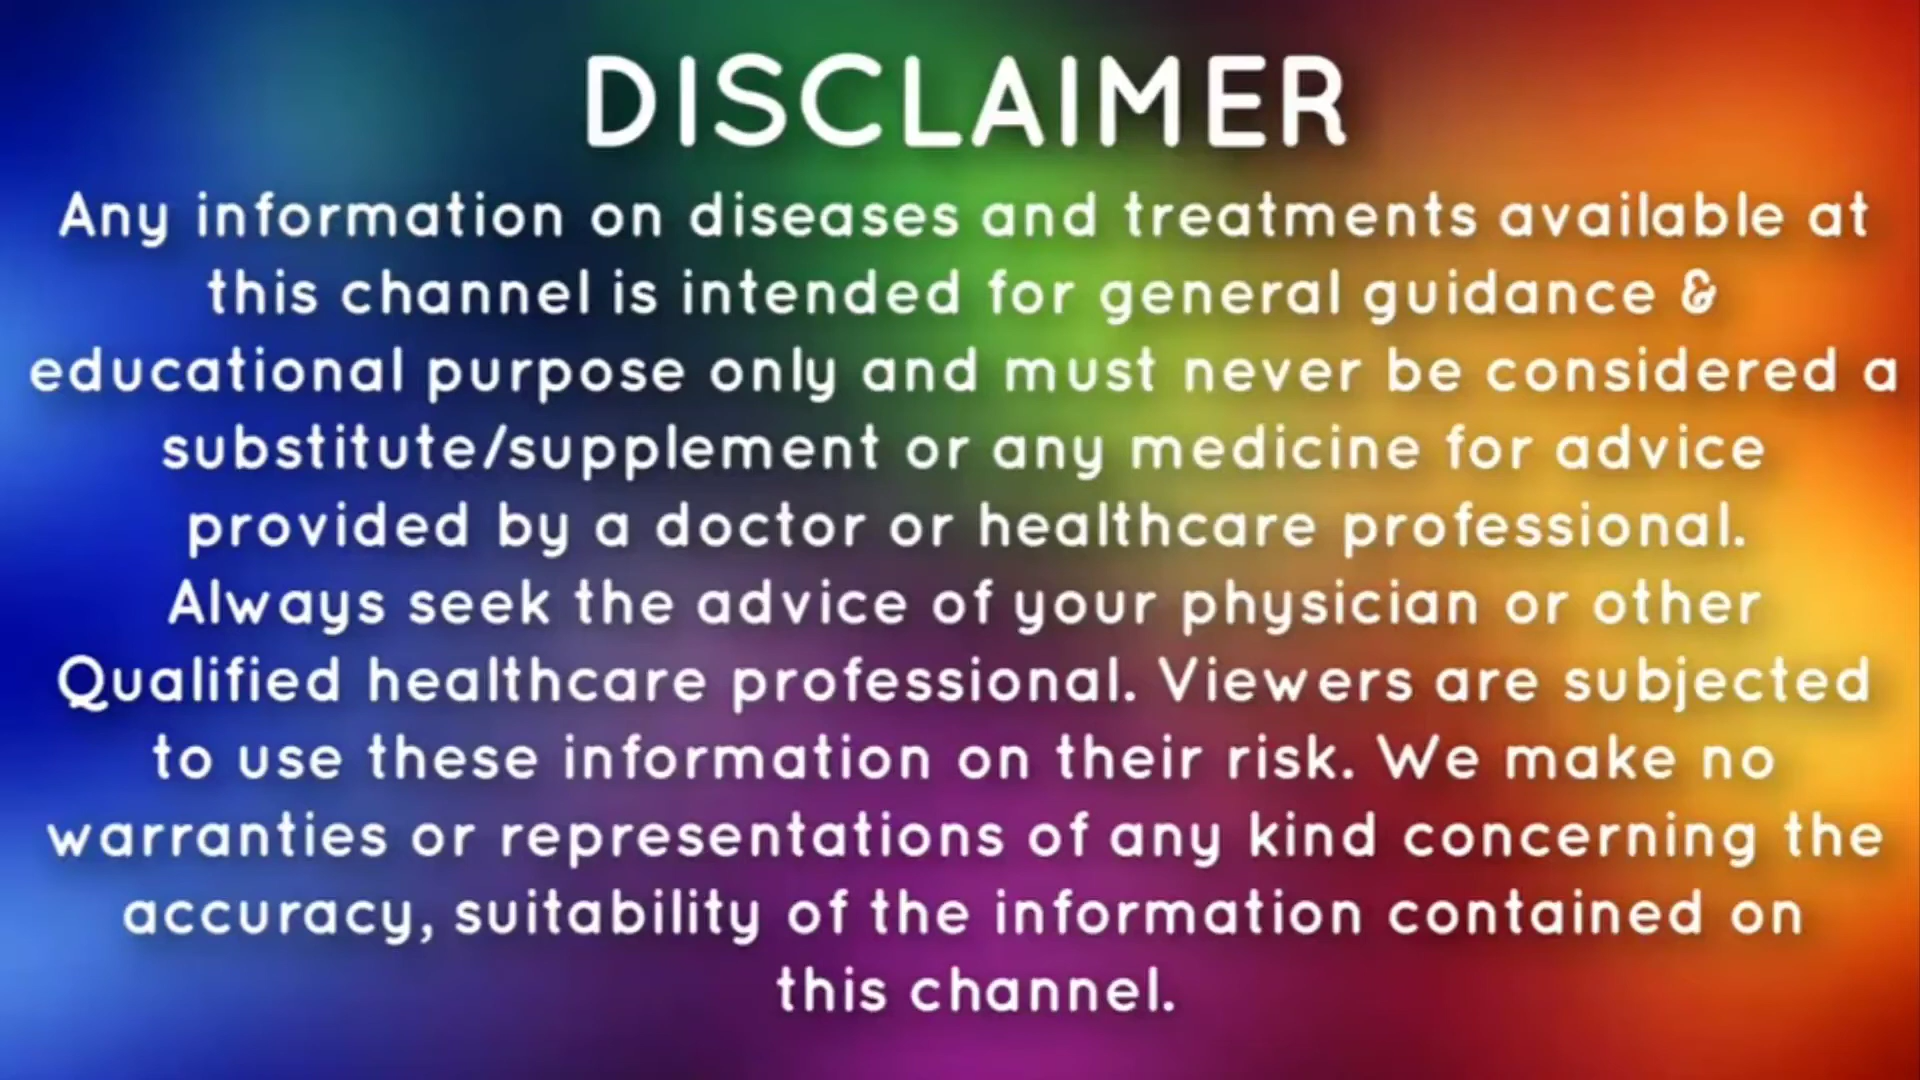 DISCLAIMER
Any information on diseases and treatments available at
this channel is intended for general guidance &
educational purpose only and must never be considered a
substitute/supplement or any medicine for advice
provided by a doctor or healthcare professional.
Always seek the advice of your physician or other
Qualified healthcare professional. Viewers are subjected
to use these information on their risk. We make no
warranties or representations of any kind concerning the
accuracy, suitability of the information contained on
this channel.